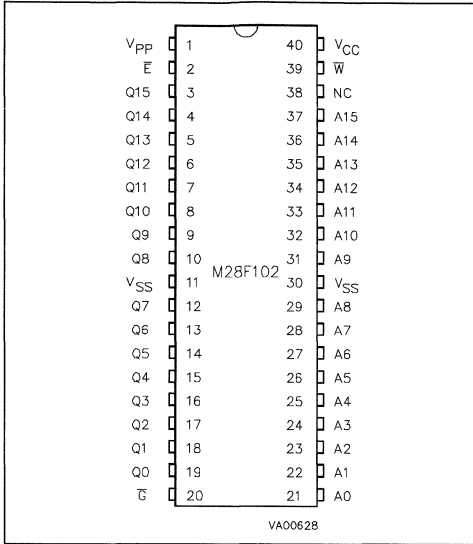 VPP 1 40 VCC
E̅ 2 39 W̅
Q15 3 38 NC
Q14 4 37 A15
Q13 5 36 A14
Q12 6 35 A13
Q11 7 34 A12
Q10 8 33 A11
Q9 9 32 A10
Q8 10 31 A9
M28F102
VSS 11 30 VSS
Q7 12 29 A8
Q6 13 28 A7
Q5 14 27 A6
Q4 15 26 A5
Q3 16 25 A4
Q2 17 24 A3
Q1 18 23 A2
Q0 19 22 A1
G̅ 20 21 A0
VA00628